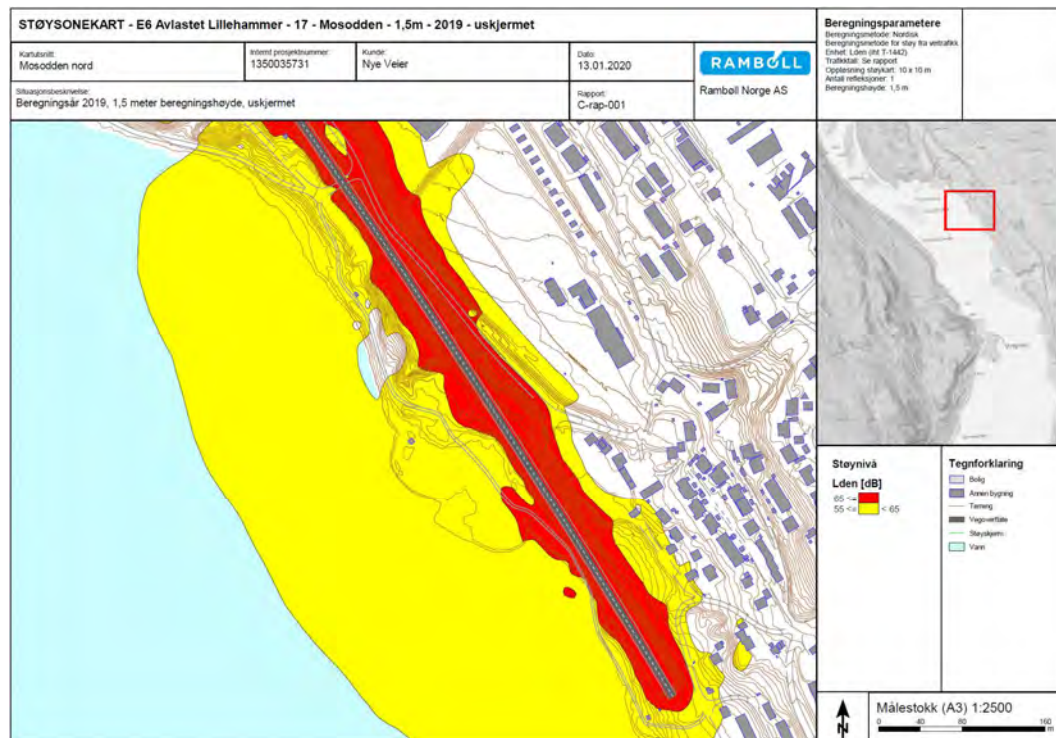 STØYSONEKART - E6 Avlastet Lillehammer - 17 - Mosodden - 1,5m - 2019 - uskjermet
Kartutsnitt:
Mosodden nord
Internt prosjektnummer:
1350035731
Kunde:
Nye Veier
Dato:
13.01.2020
Situasjonsbeskrivelse:
Beregningsår 2019, 1,5 meter beregningshøyde, uskjermet
Rapport:
C-rap-001
RAMBOLL
Rambøll Norge AS
Beregningsparametere
Beregningsmetode: Nordisk
Beregningsmetode for støy fra veitrafikk
Enhet: Lden (iht T-1442)
Trafikktall: Se rapport
Oppløsning støykart: 10 x 10 m
Antall refleksjoner: 1
Beregningshøyde: 1,5 m
Støynivå
Lden [dB]
65 <=
55 <= < 65
Tegnforklaring
Bolig
Annen bygning
Terreng
Vegoverflate
Støyskjerm
Vann
N
Målestokk (A3) 1:2500
0 40 80 160
m